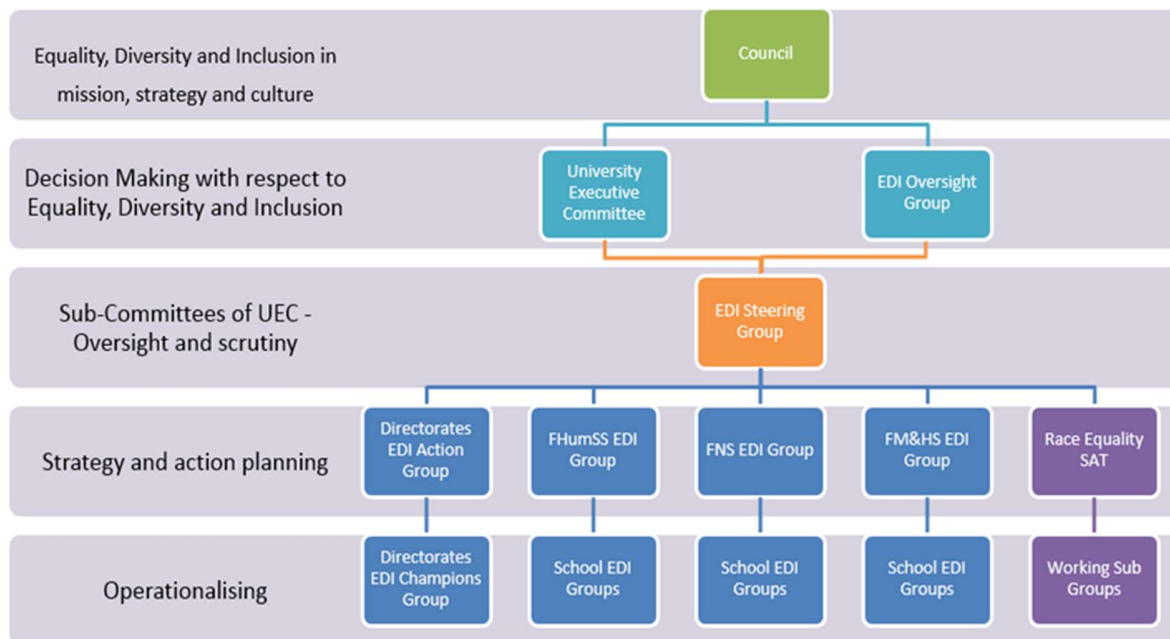 Equality, Diversity and Inclusion in
mission, strategy and culture
Council
Decision Making with respect to
Equality, Diversity and Inclusion
University
Executive
Committee
EDI Oversight
Group
Sub-Committees of UEC -
Oversight and scrutiny
EDI Steering
Group
Strategy and action planning
Directorates
EDI Action
Group
FHumSS EDI
Group
FNS EDI Group
FM&HS EDI
Group
Race Equality
SAT
Operationalising
Directorates
EDI Champions
Group
School EDI
Groups
School EDI
Groups
School EDI
Groups
Working Sub
Groups